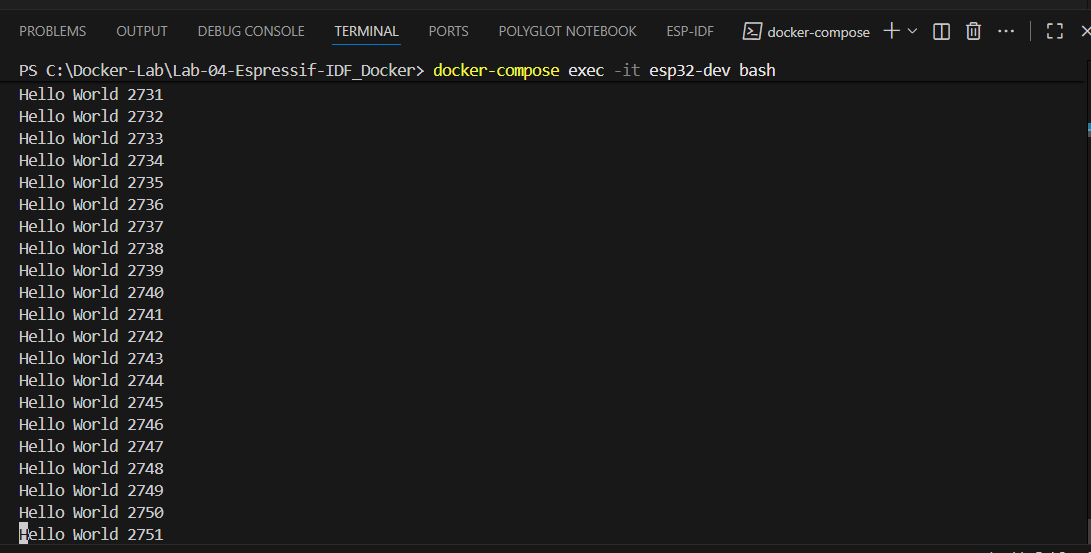 PROBLEMS OUTPUT DEBUG CONSOLE TERMINAL PORTS POLYGLOT NOTEBOOK ESP-IDF docker-compose
PS C:\Docker-Lab\Lab-04-Espressif-IDF_Docker> docker-compose exec -it esp32-dev bash
Hello World 2731
Hello World 2732
Hello World 2733
Hello World 2734
Hello World 2735
Hello World 2736
Hello World 2737
Hello World 2738
Hello World 2739
Hello World 2740
Hello World 2741
Hello World 2742
Hello World 2743
Hello World 2744
Hello World 2745
Hello World 2746
Hello World 2747
Hello World 2748
Hello World 2749
Hello World 2750
Hello World 2751